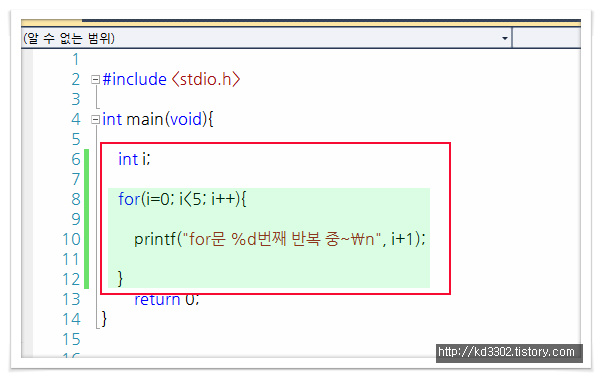 (알 수 없는 범위)
1
2 #include <stdio.h>
3
4 int main(void){
5
6 int i;
7
8 for(i=0; i<5; i++){
9
10 printf("for문 %d번째 반복 중~₩n", i+1);
11
12 }
13 return 0;
14 }
15
16
http://kd3302.tistory.com